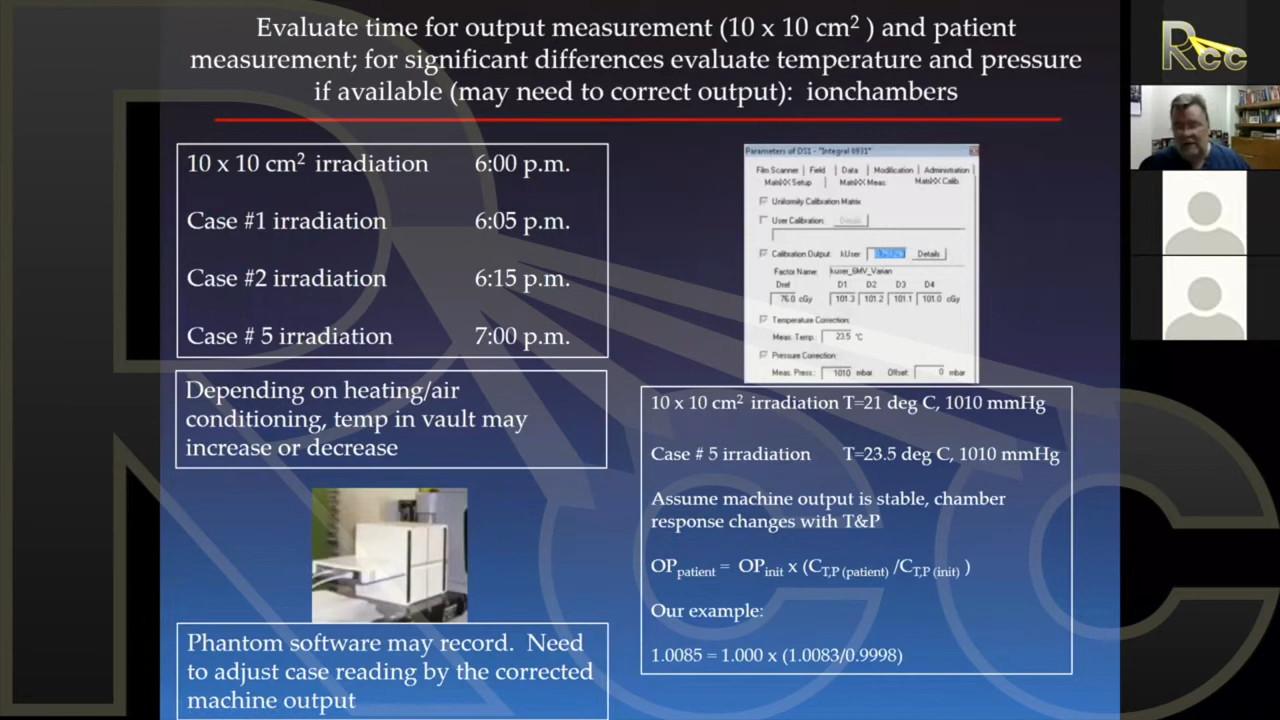 Evaluate time for output measurement (10 x 10 cm² ) and patient
measurement; for significant differences evaluate temperature and pressure
if available (may need to correct output): ionchambers
10 x 10 cm² irradiation 6:00 p.m.
Case #1 irradiation 6:05 p.m.
Case #2 irradiation 6:15 p.m.
Case # 5 irradiation 7:00 p.m.
Depending on heating/air
conditioning, temp in vault may
increase or decrease
Phantom software may record. Need
to adjust case reading by the corrected
machine output
Parameters of DS1 - "Integral 0931"
Film Scanner | Field | Data | Modification | Administration
MatriXX Setup | MatriXX Meas. MatriXX Calib.
Uniformity Calibration Matrix
User Calibration: Details
Calibration Output: kUser Details
Factor Name: kuser_6MV_Varian
Dref D1 D2 D3 D4
76.0 cGy 101.3 101.2 101.1 101.0 cGy
Temperature Correction:
Meas. Temp. 23.5 °C
Pressure Correction:
Meas. Press.: 1010 mbar Offset: 0 mbar
10 x 10 cm² irradiation T=21 deg C, 1010 mmHg
Case # 5 irradiation T=23.5 deg C, 1010 mmHg
Assume machine output is stable, chamber
response changes with T&P
OPpatient = OPinit x (CT,P (patient) /CT,P (init) )
Our example:
1.0085 = 1.000 x (1.0083/0.9998)
Rcc